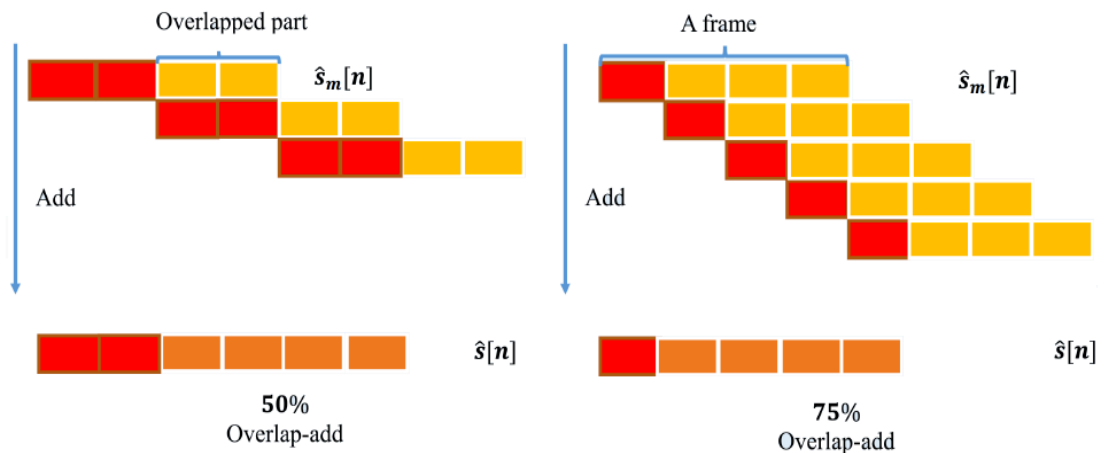 Overlapped part
ŝₘ[n]
Add
ŝ[n]
50%
Overlap-add
A frame
ŝₘ[n]
Add
ŝ[n]
75%
Overlap-add